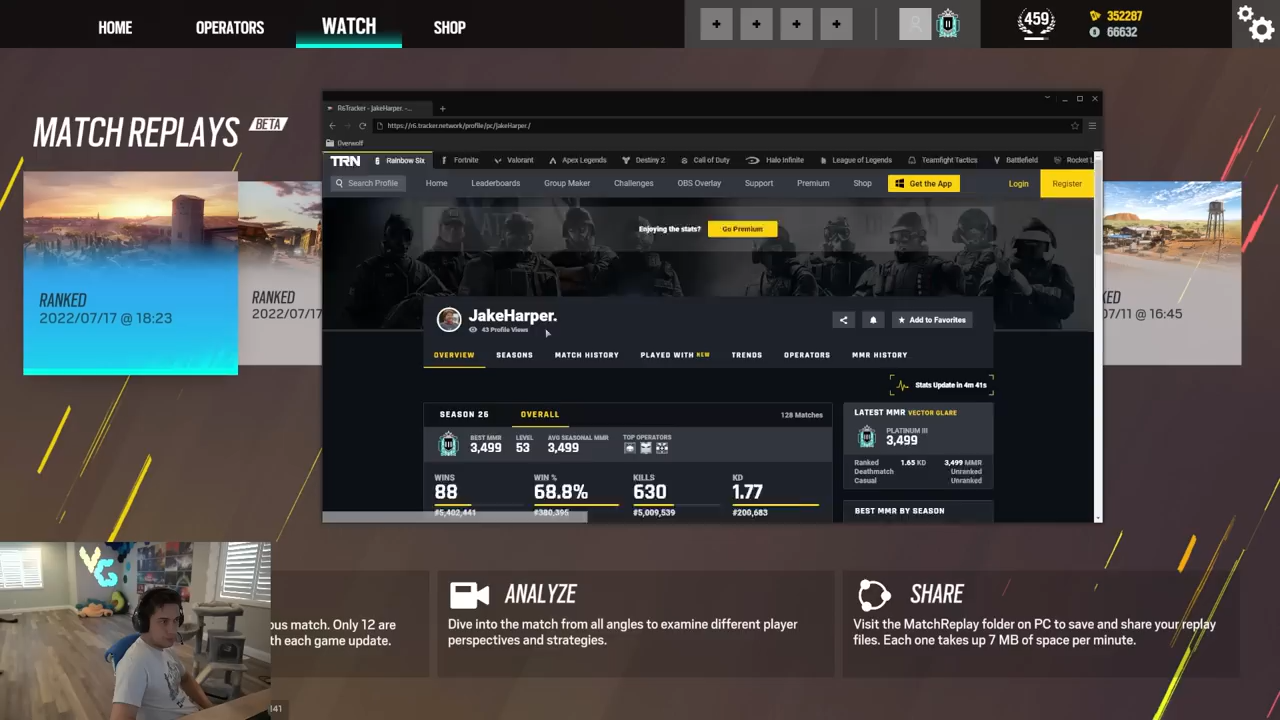 HOME
OPERATORS
WATCH
SHOP
459
352287
66632
MATCH REPLAYS BETA
RANKED
2022/07/17 @ 18:23
RANKED
2022/07/17
KED
/07/11 @ 16:45
R6Tracker - JakeHarper. -...
https://r6.tracker.network/profile/pc/JakeHarper./
Overwolf
TRN Rainbow Six Fortnite Valorant Apex Legends Destiny 2 Call of Duty Halo Infinite League of Legends Teamfight Tactics Battlefield Rocket L
Search Profile Home Leaderboards Group Maker Challenges OBS Overlay Support Premium Shop Get the App Login Register
Enjoying the stats? Go Premium
JakeHarper.
43 Profile Views
Add to Favorites
OVERVIEW SEASONS MATCH HISTORY PLAYED WITH NEW TRENDS OPERATORS MMR HISTORY
Stats Update in 4m 41s
SEASON 26 OVERALL 128 Matches
BEST MMR LEVEL AVG SEASONAL MMR TOP OPERATORS
3,499 53 3,499
WINS WIN % KILLS KD
88 68.8% 630 1.77
#5,402,441 #380,395 #5,009,539 #200,683
LATEST MMR VECTOR GLARE
PLATINUM III
3,499
Ranked 1.65 KD 3,499 MMR
Deathmatch Unranked
Casual Unranked
BEST MMR BY SEASON
VG
ous match. Only 12 are
th each game update.
ANALYZE
Dive into the match from all angles to examine different player
perspectives and strategies.
SHARE
Visit the MatchReplay folder on PC to save and share your replay
files. Each one takes up 7 MB of space per minute.